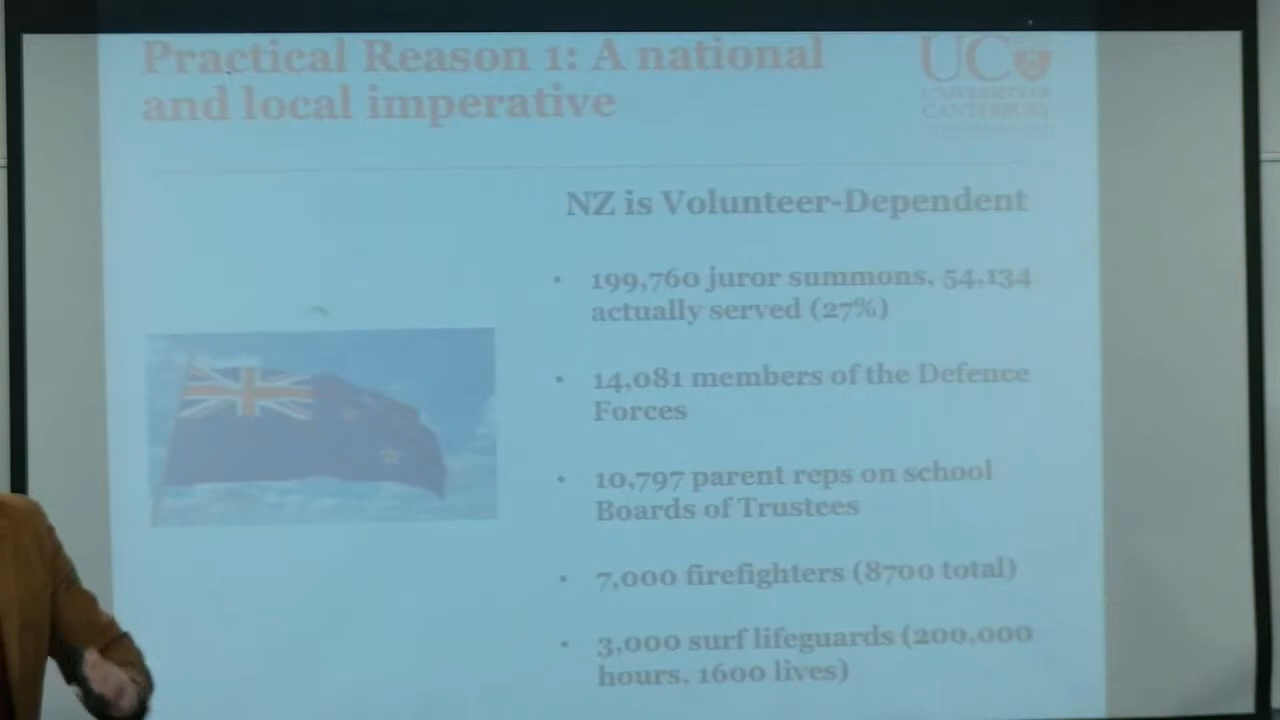 Practical Reason 1: A national
and local imperative
UC
UNIVERSITY OF
CANTERBURY
NZ is Volunteer-Dependent
• 199,760 juror summons, 54,134
actually served (27%)
• 14,081 members of the Defence
Forces
• 10,797 parent reps on school
Boards of Trustees
• 7,000 firefighters (8700 total)
• 3,000 surf lifeguards (200,000
hours, 1600 lives)